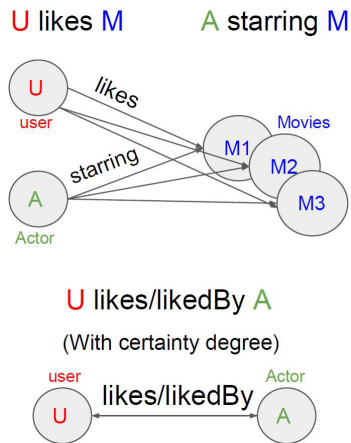 U likes M
A starring M
U
user
likes
Movies
M1
M2
M3
starring
A
Actor
U likes/likedBy A
(With certainty degree)
user
Actor
U
likes/likedBy
A